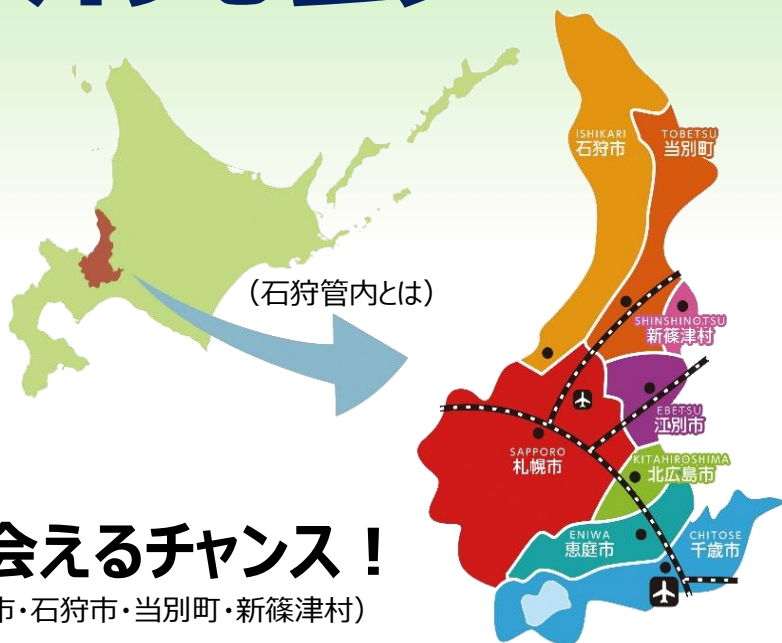 (石狩管内とは)
ISHIKARI
石狩市
TOBETSU
当別町
SHINSHINOTSU
新篠津村
EBETSU
江別市
SAPPORO
札幌市
KITAHIROSHIMA
北広島市
ENIWA
恵庭市
CHITOSE
千歳市
会えるチャンス！
市・石狩市・当別町・新篠津村)